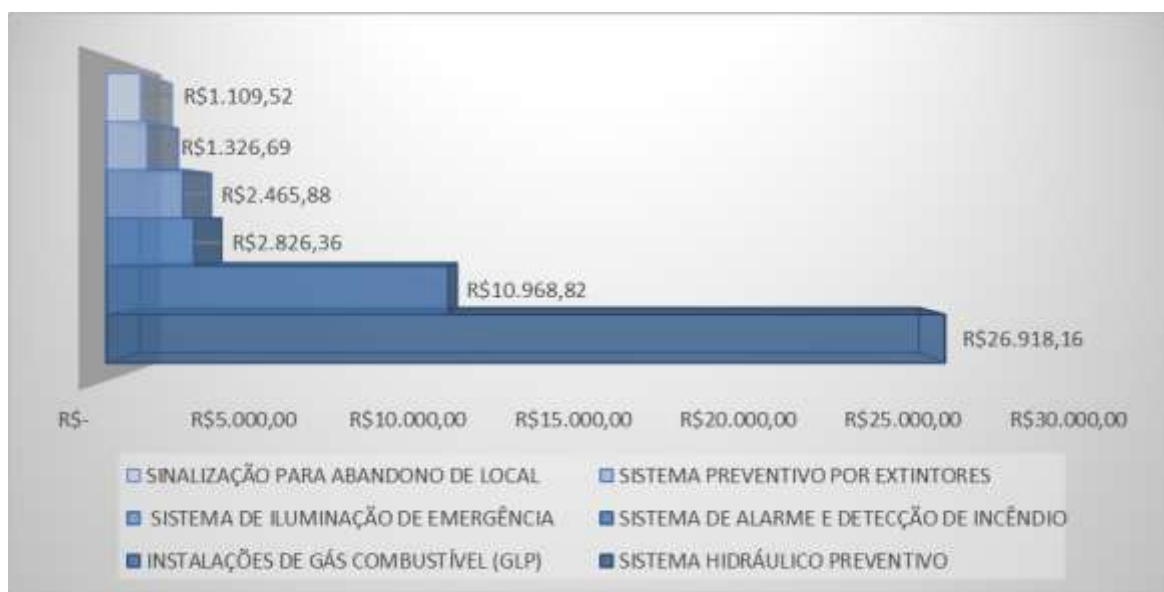 R$1.109,52
R$1.326,69
R$2.465,88
R$2.826,36
R$10.968,82
R$26.918,16
R$- R$5.000,00 R$10.000,00 R$15.000,00 R$20.000,00 R$25.000,00 R$30.000,00
SINALIZAÇÃO PARA ABANDONO DE LOCAL SISTEMA PREVENTIVO POR EXTINTORES
SISTEMA DE ILUMINAÇÃO DE EMERGÊNCIA SISTEMA DE ALARME E DETECÇÃO DE INCÊNDIO
INSTALAÇÕES DE GÁS COMBUSTÍVEL (GLP) SISTEMA HIDRÁULICO PREVENTIVO